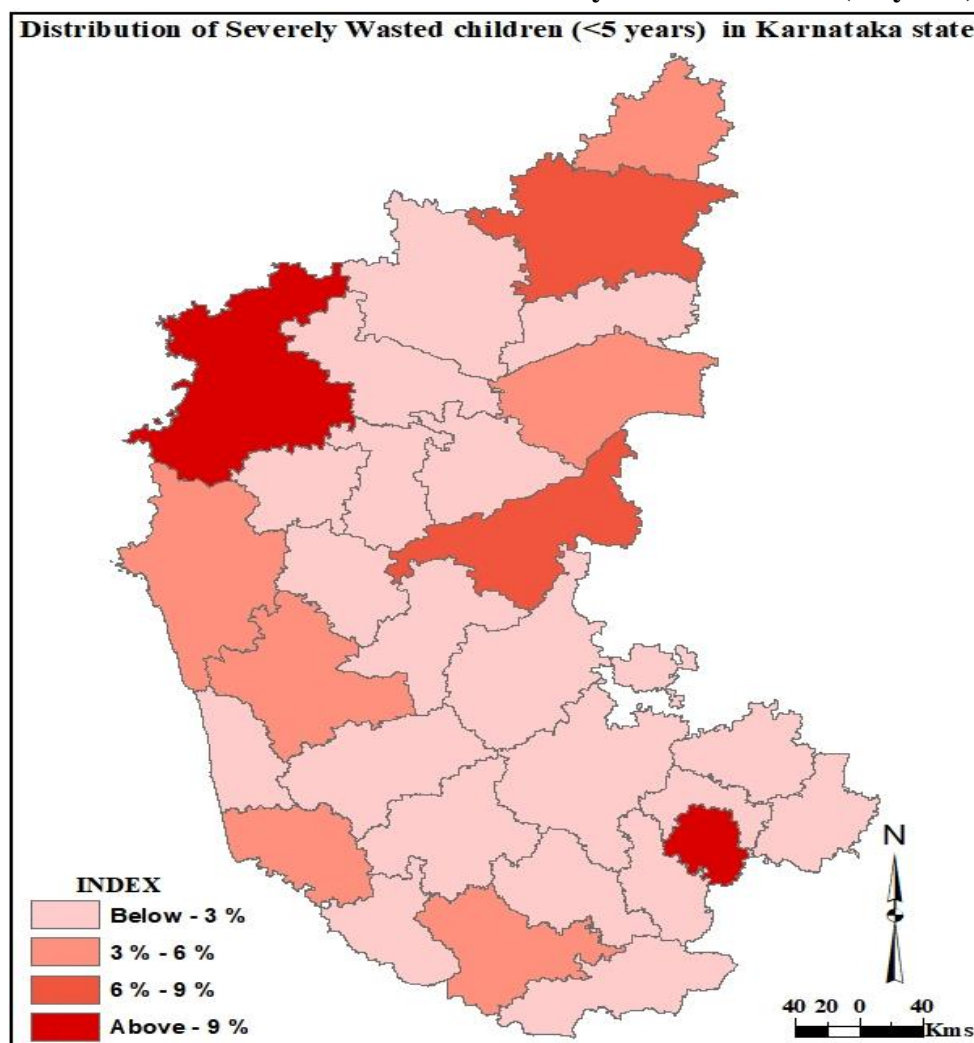 Distribution of Severely Wasted children (<5 years) in Karnataka state
N
INDEX
Below - 3 %
3 % - 6 %
6 % - 9 %
Above - 9 %
40 20 0 40
Kms